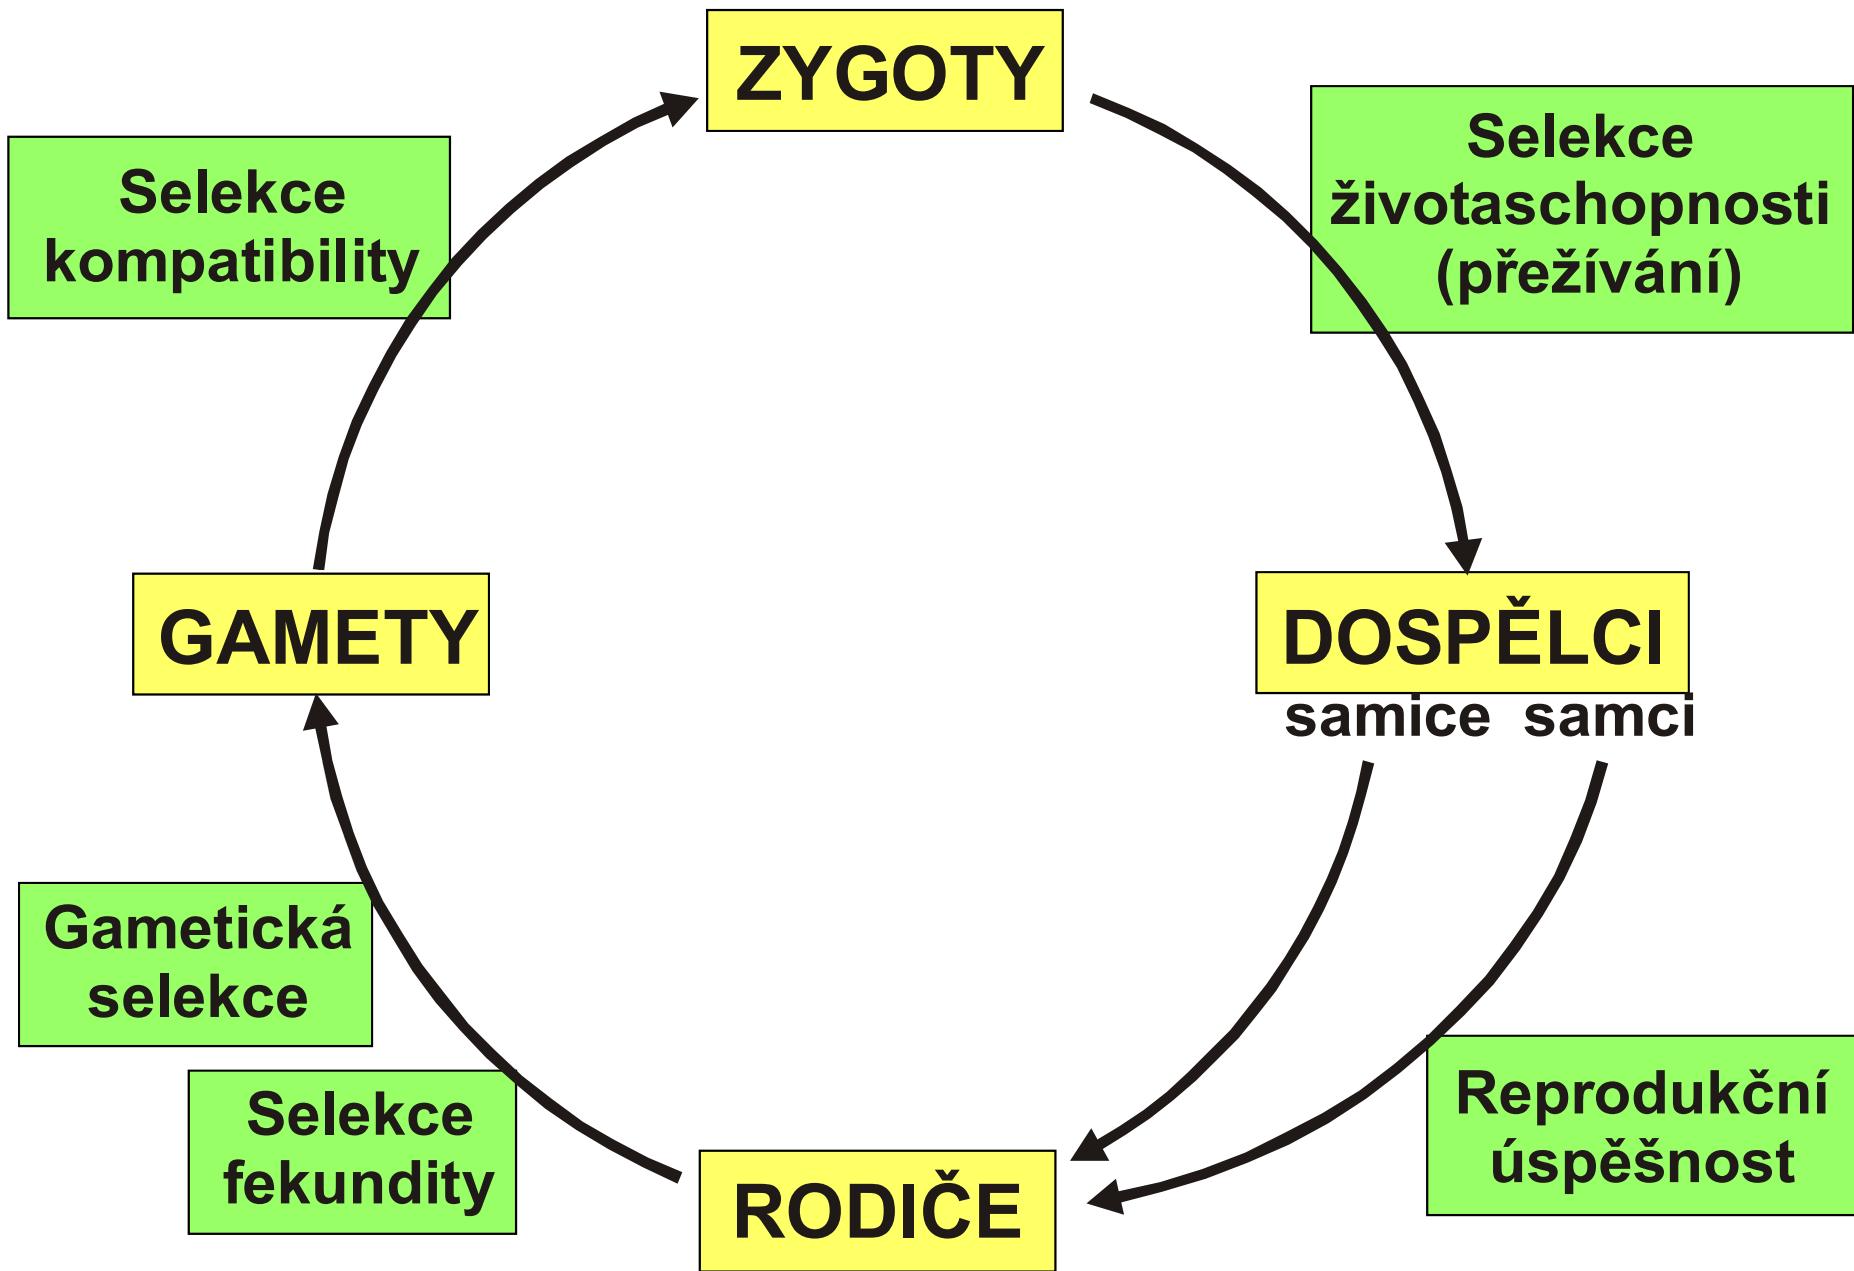 ZYGOTY
Selekce
životaschopnosti
(přežívání)
Selekce
kompatibility
GAMETY
DOSPĚLCI
samice samci
Gametická
selekce
Selekce
fekundity
RODIČE
Reprodukční
úspěšnost